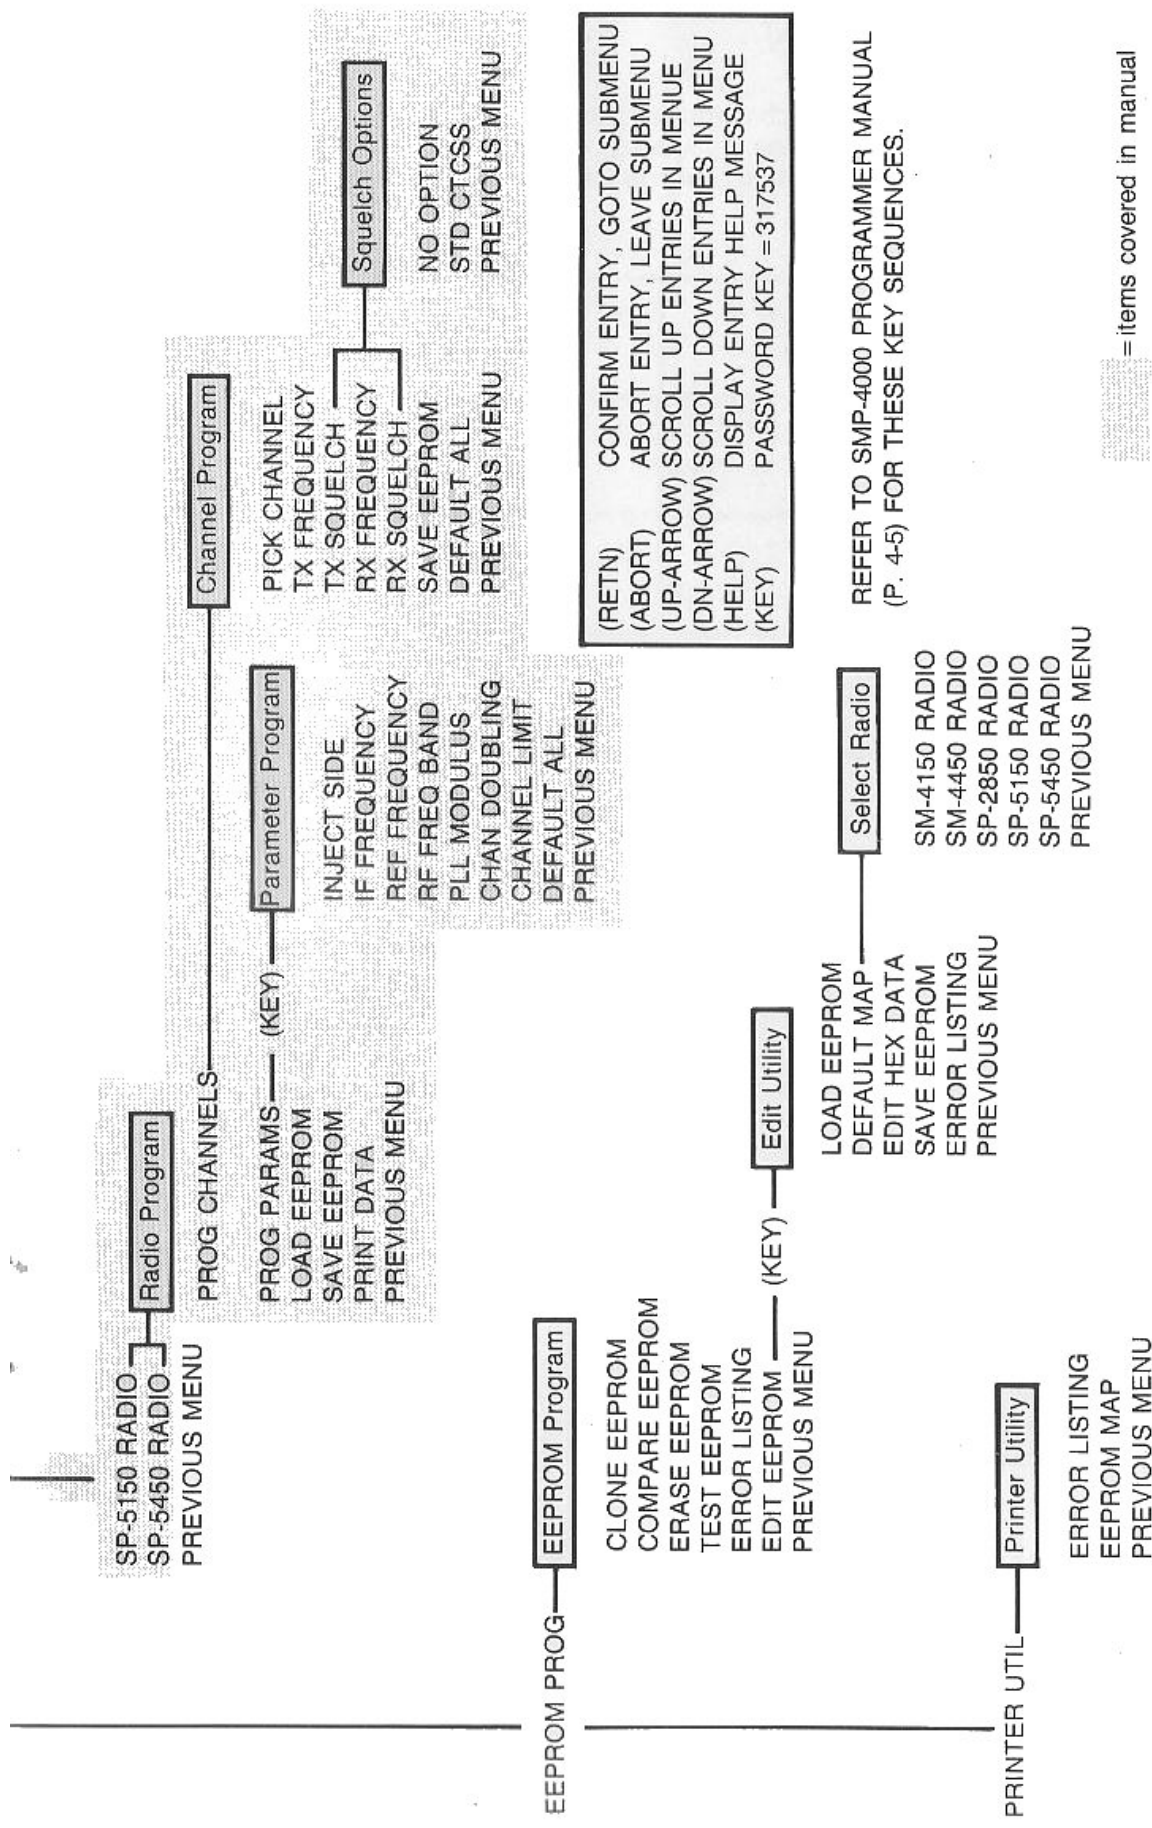 SP-5150 RADIO
SP-5450 RADIO
PREVIOUS MENU
Radio Program
PROG CHANNELS
PROG PARAMS
(KEY)
LOAD EEPROM
SAVE EEPROM
PRINT DATA
PREVIOUS MENU
Channel Program
PICK CHANNEL
TX FREQUENCY
TX SQUELCH
RX FREQUENCY
RX SQUELCH
SAVE EEPROM
DEFAULT ALL
PREVIOUS MENU
Squelch Options
NO OPTION
STD CTCSS
PREVIOUS MENU
Parameter Program
INJECT SIDE
IF FREQUENCY
REF FREQUENCY
RF FREQ BAND
PLL MODULUS
CHAN DOUBLING
CHANNEL LIMIT
DEFAULT ALL
PREVIOUS MENU
EEPROM PROG
EEPROM Program
CLONE EEPROM
COMPARE EEPROM
ERASE EEPROM
TEST EEPROM
ERROR LISTING
EDIT EEPROM
(KEY)
PREVIOUS MENU
Edit Utility
LOAD EEPROM
DEFAULT MAP
EDIT HEX DATA
SAVE EEPROM
ERROR LISTING
PREVIOUS MENU
Select Radio
SM-4150 RADIO
SM-4450 RADIO
SP-2850 RADIO
SP-5150 RADIO
SP-5450 RADIO
PREVIOUS MENU
(RETN) CONFIRM ENTRY, GOTO SUBMENU
(ABORT) ABORT ENTRY, LEAVE SUBMENU
(UP-ARROW) SCROLL UP ENTRIES IN MENUE
(DN-ARROW) SCROLL DOWN ENTRIES IN MENU
(HELP) DISPLAY ENTRY HELP MESSAGE
(KEY) PASSWORD KEY = 317537
REFER TO SMP-4000 PROGRAMMER MANUAL
(P. 4-5) FOR THESE KEY SEQUENCES.
PRINTER UTIL
Printer Utility
ERROR LISTING
EEPROM MAP
PREVIOUS MENU
= items covered in manual